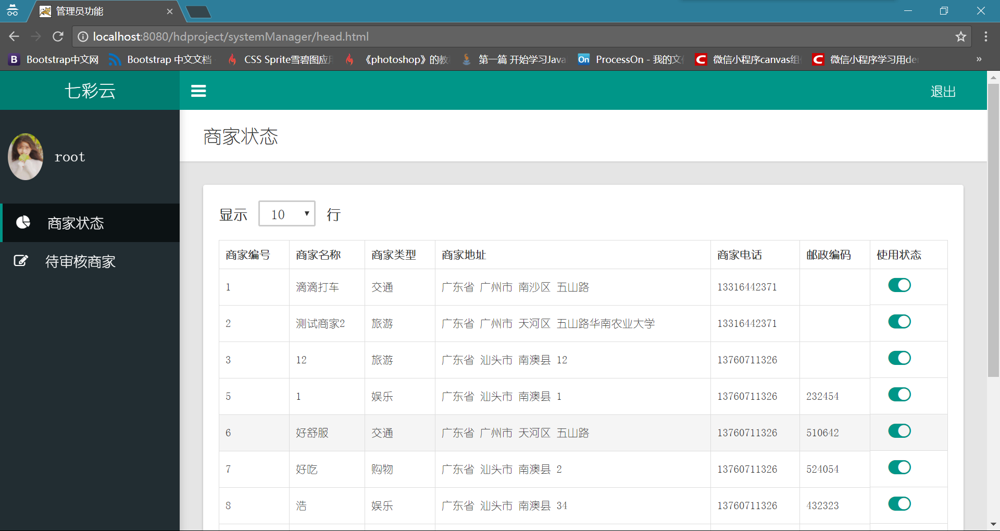 管理员功能
localhost:8080/hdproject/systemManager/head.html
Bootstrap中文网 Bootstrap 中文文档 CSS Sprite雪碧图应用 《photoshop》的教 第一篇 开始学习Java ProcessOn - 我的文 微信小程序canvas组 微信小程序学习用de »
七彩云 退出
商家状态
root
商家状态
待审核商家
显示 10 行
商家编号 商家名称 商家类型 商家地址 商家电话 邮政编码 使用状态
1 滴滴打车 交通 广东省 广州市 南沙区 五山路 13316442371
2 测试商家2 旅游 广东省 广州市 天河区 五山路华南农业大学 13316442371
3 12 旅游 广东省 汕头市 南澳县 12 13760711326
5 1 娱乐 广东省 汕头市 南澳县 1 13760711326 232454
6 好舒服 交通 广东省 广州市 天河区 五山路 13760711326 510642
7 好吃 购物 广东省 汕头市 南澳县 2 13760711326 524054
8 浩 娱乐 广东省 汕头市 南澳县 34 13760711326 432323